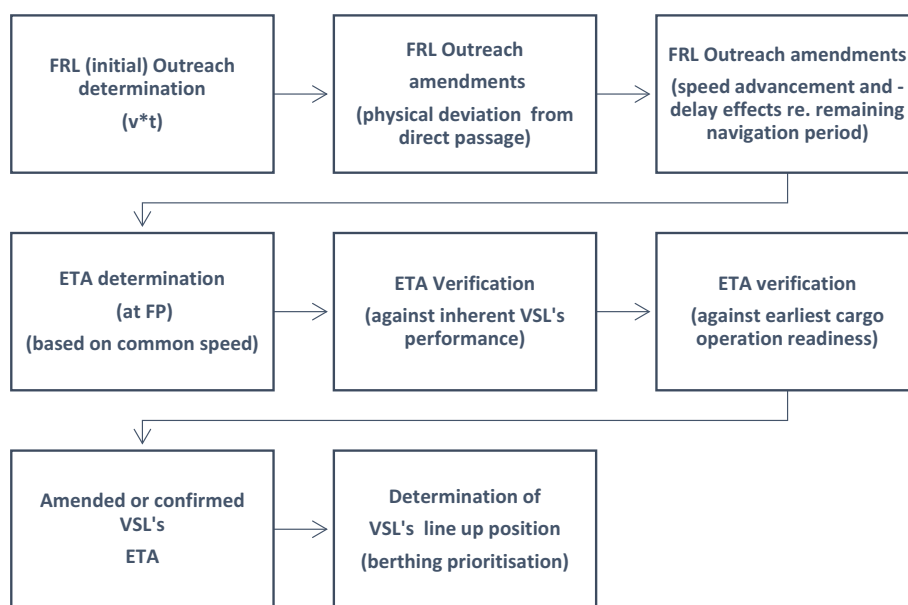 FRL (initial) Outreach
determination
(v*t)
FRL Outreach
amendments
(physical deviation from
direct passage)
FRL Outreach amendments
(speed advancement and -
delay effects re. remaining
navigation period)
ETA determination
(at FP)
(based on common speed)
ETA Verification
(against inherent VSL's
performance)
ETA verification
(against earliest cargo
operation readiness)
Amended or confirmed
VSL's
ETA
Determination of
VSL's line up position
(berthing prioritisation)